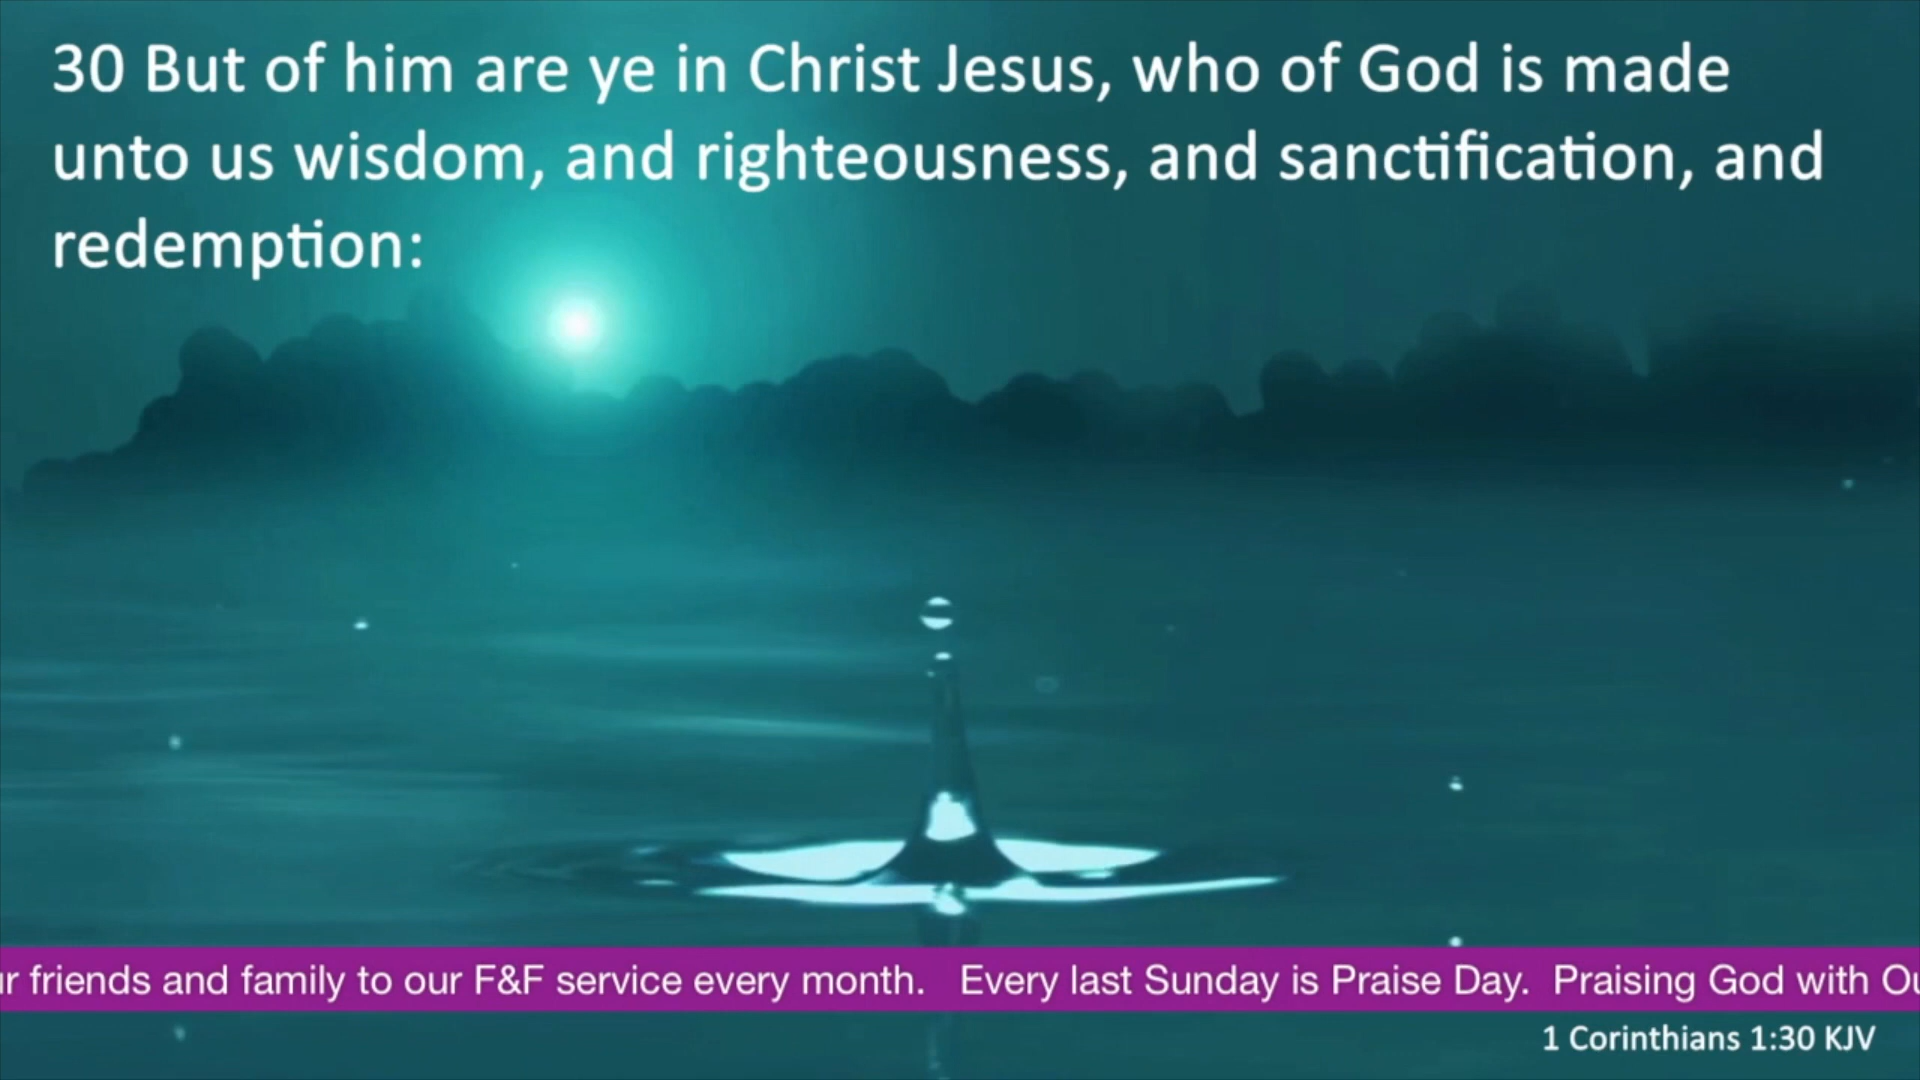 30 But of him are ye in Christ Jesus, who of God is made
unto us wisdom, and righteousness, and sanctification, and
redemption:
friends and family to our F&F service every month. Every last Sunday is Praise Day. Praising God with
1 Corinthians 1:30 KJV